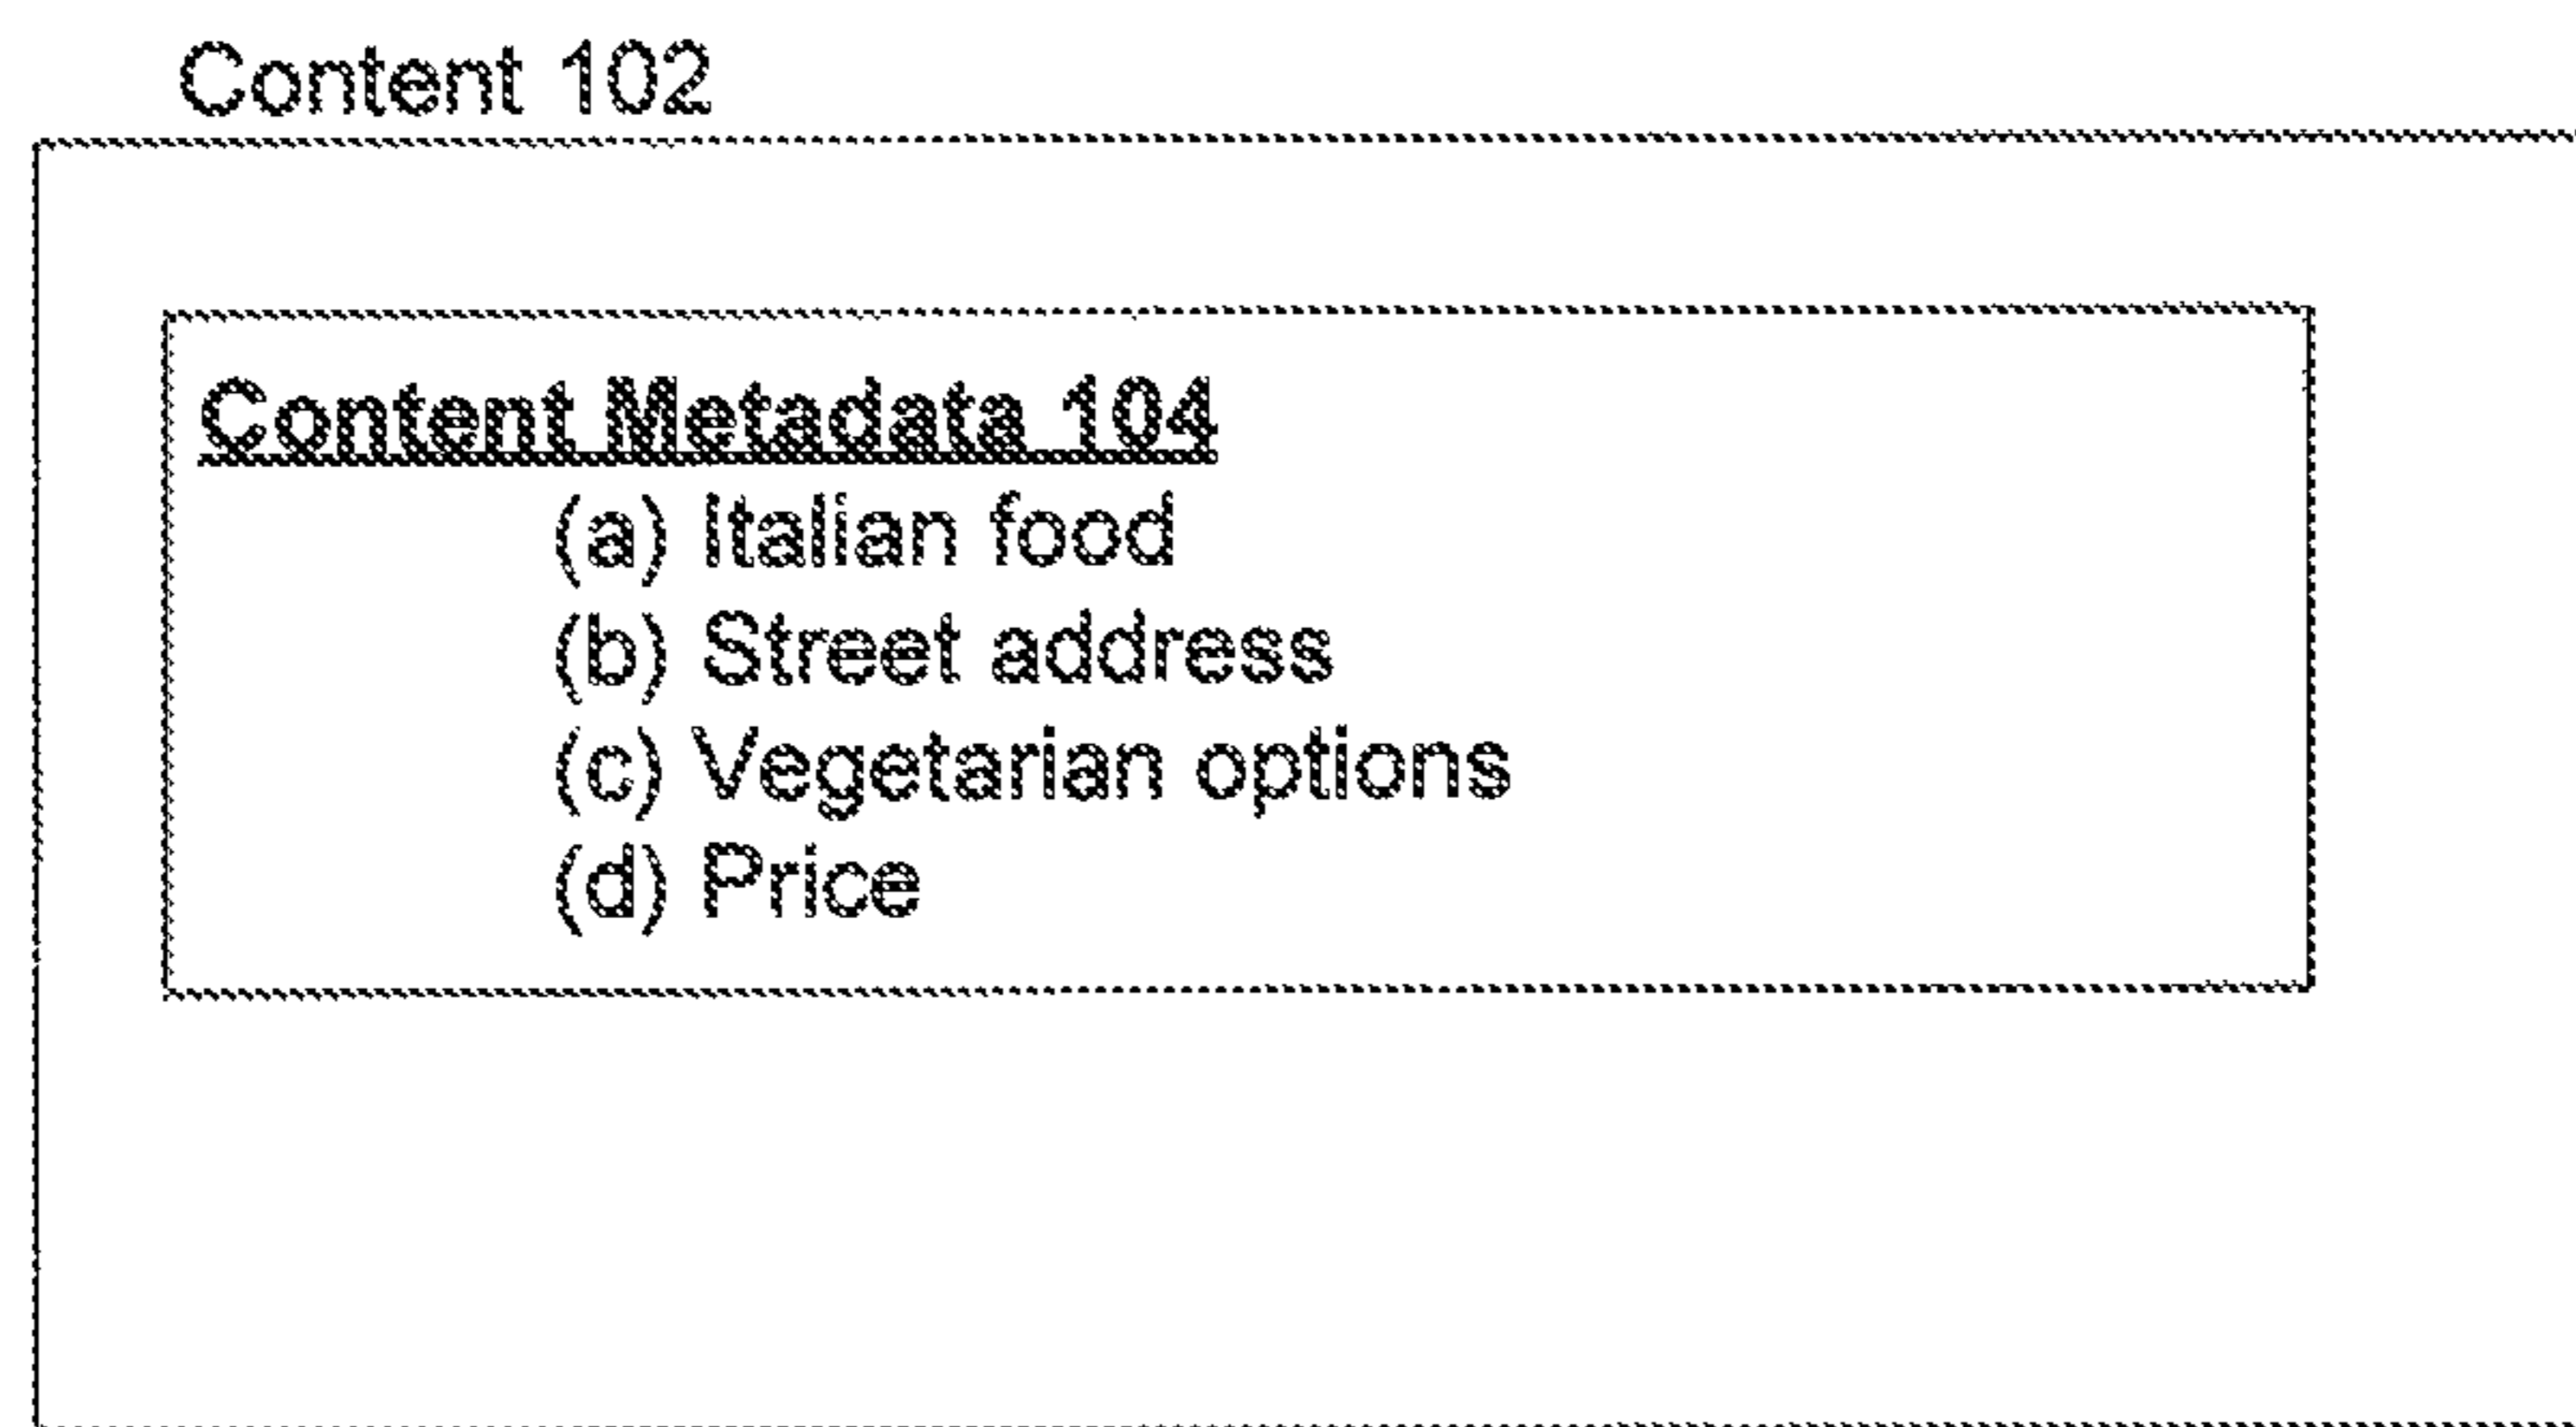 Content 102
Content Metadata 104
(a) Italian food
(b) Street address
(c) Vegetarian options
(d) Price